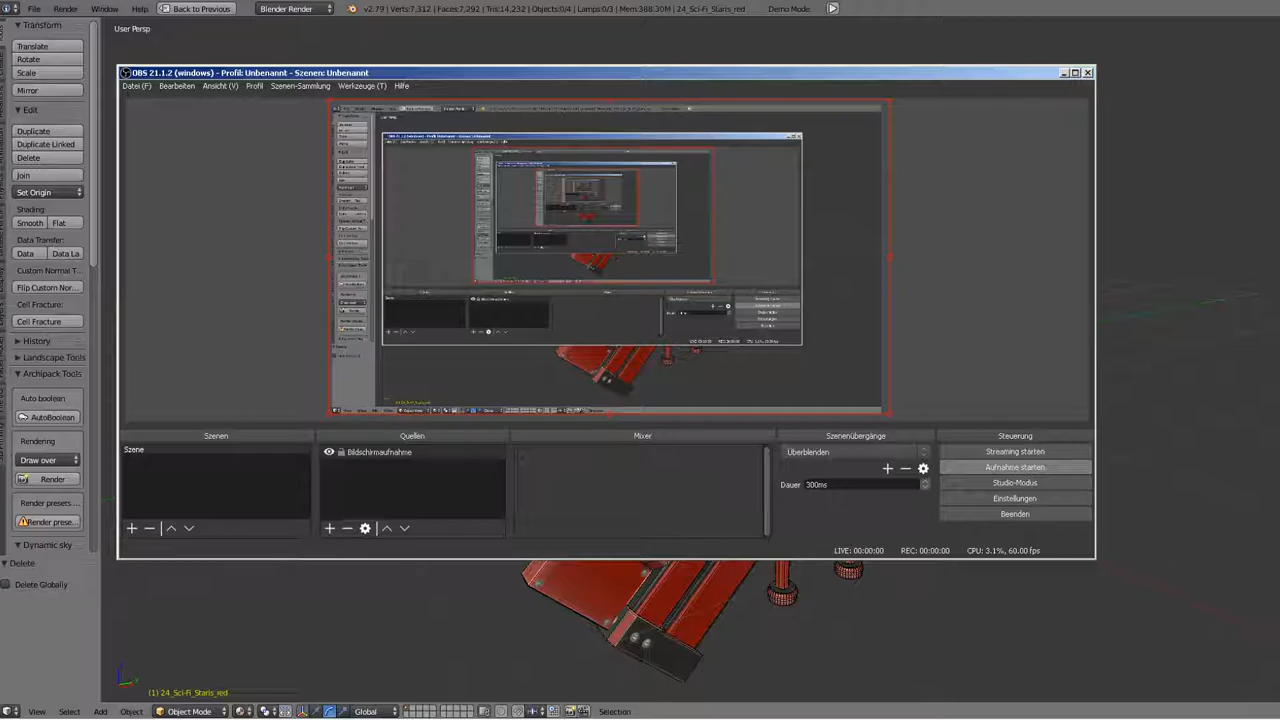 File Render Window Help Back to Previous Blender Render v2.79 | Verts:7,312 | Faces:7,292 | Tris:14,232 | Objects:0/4 | Lamps:0/3 | Mem:388.30M | 24_Sci-Fi_Staris_red Demo Mode:
Transform
User Persp
Translate
Rotate
Scale
Mirror
Edit
Duplicate
Duplicate Linked
Delete
Join
Set Origin
Shading:
Smooth Flat
Data Transfer:
Data Data La
Custom Normal T...
Flip Custom Nor...
Cell Fracture:
Cell Fracture
History
Landscape Tools
Archipack Tools
Auto boolean
AutoBoolean
Rendering
Draw over
Render
Render presets...
Render prese...
Dynamic sky
Delete
Delete Globally
OBS 21.1.2 (windows) - Profil: Unbenannt - Szenen: Unbenannt
Datei (F) Bearbeiten Ansicht (V) Profil Szenen-Sammlung Werkzeuge (T) Hilfe
Szenen Quellen Mixer Szenenübergänge Steuerung
Szene
Bildschirmaufnahme
Überblenden
Dauer 300ms
Streaming starten
Aufnahme starten
Studio-Modus
Einstellungen
Beenden
LIVE: 00:00:00 REC: 00:00:00 CPU: 3.1%, 60.00 fps
(1) 24_Sci-Fi_Staris_red
View Select Add Object Object Mode Global Selection